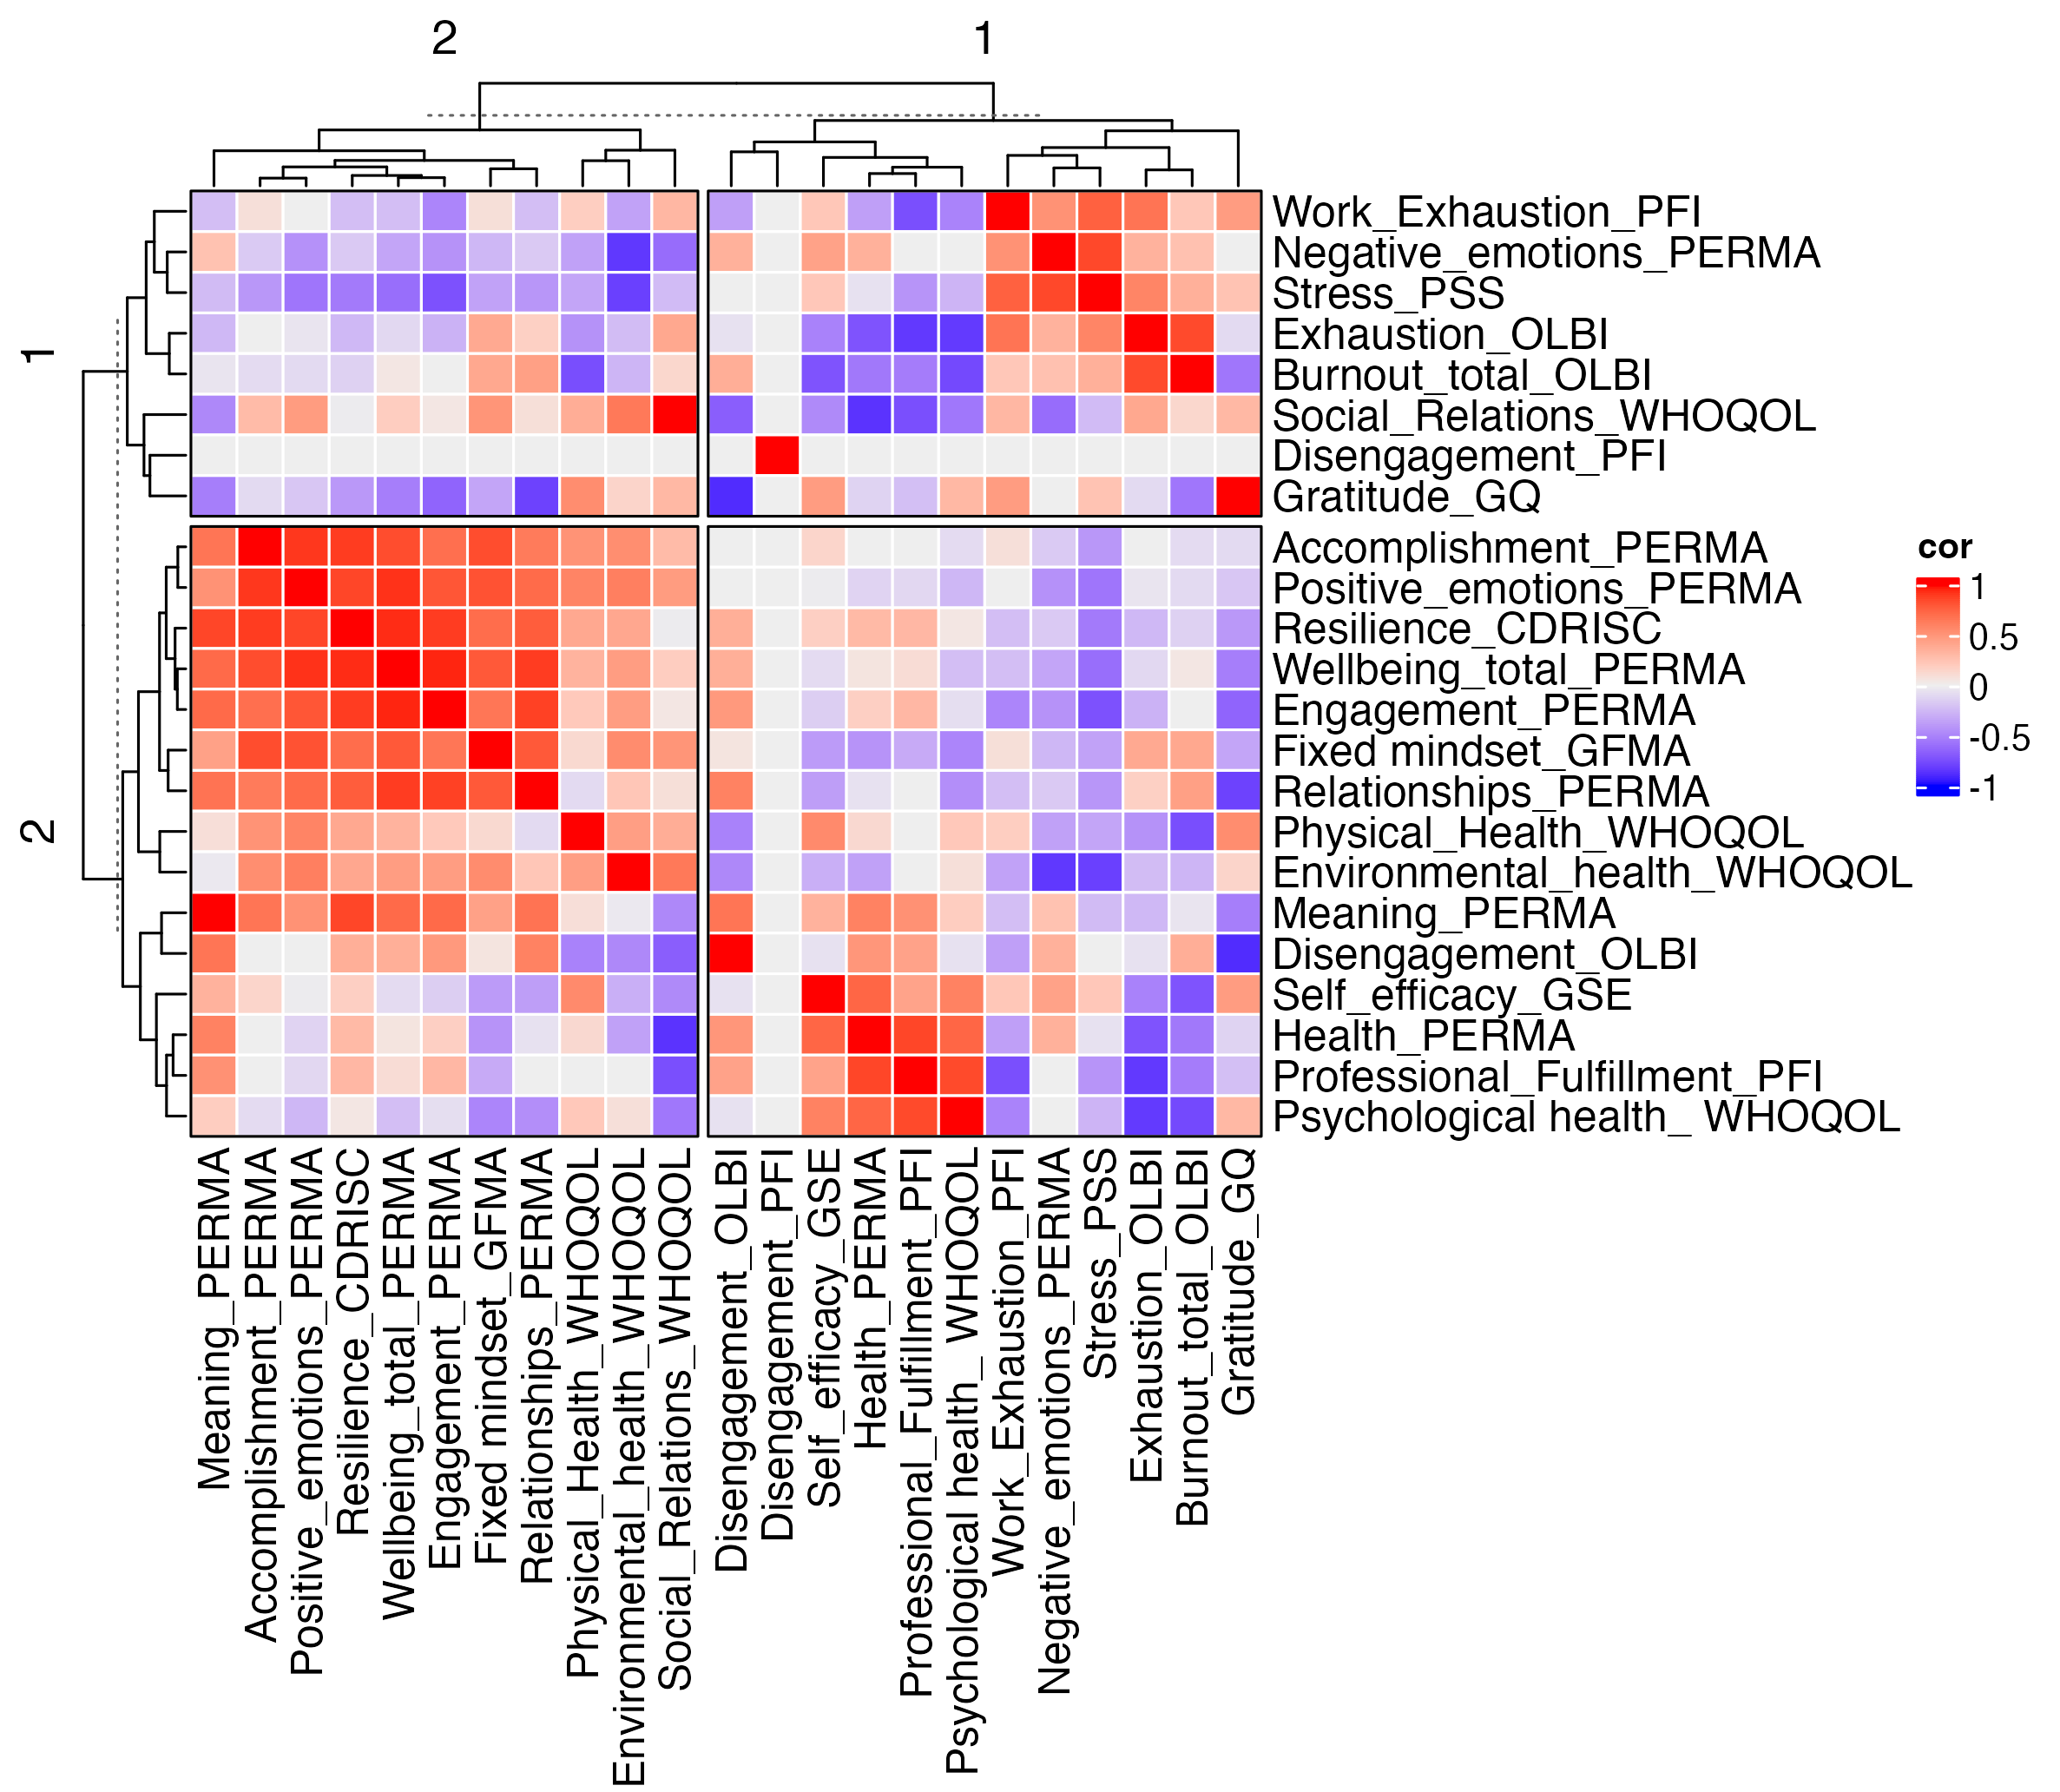 2
1
1
2
Work_Exhaustion_PFI
Negative_emotions_PERMA
Stress_PSS
Exhaustion_OLBI
Burnout_total_OLBI
Social_Relations_WHOQOL
Disengagement_PFI
Gratitude_GQ
Accomplishment_PERMA
Positive_emotions_PERMA
Resilience_CDRISC
Wellbeing_total_PERMA
Engagement_PERMA
Fixed mindset_GFMA
Relationships_PERMA
Physical_Health_WHOQOL
Environmental_health_WHOQOL
Meaning_PERMA
Disengagement_OLBI
Self_efficacy_GSE
Health_PERMA
Professional_Fulfillment_PFI
Psychological health_ WHOQOL
cor
1
0.5
0
-0.5
-1
Meaning_PERMA
Accomplishment_PERMA
Positive_emotions_PERMA
Resilience_CDRISC
Wellbeing_total_PERMA
Engagement_PERMA
Fixed mindset_GFMA
Relationships_PERMA
Physical_Health_WHOQOL
Environmental_health_WHOQOL
Social_Relations_WHOQOL
Disengagement_OLBI
Disengagement_PFI
Self_efficacy_GSE
Health_PERMA
Professional_Fulfillment_PFI
Psychological health_ WHOQOL
Work_Exhaustion_PFI
Negative_emotions_PERMA
Stress_PSS
Exhaustion_OLBI
Burnout_total_OLBI
Gratitude_GQ